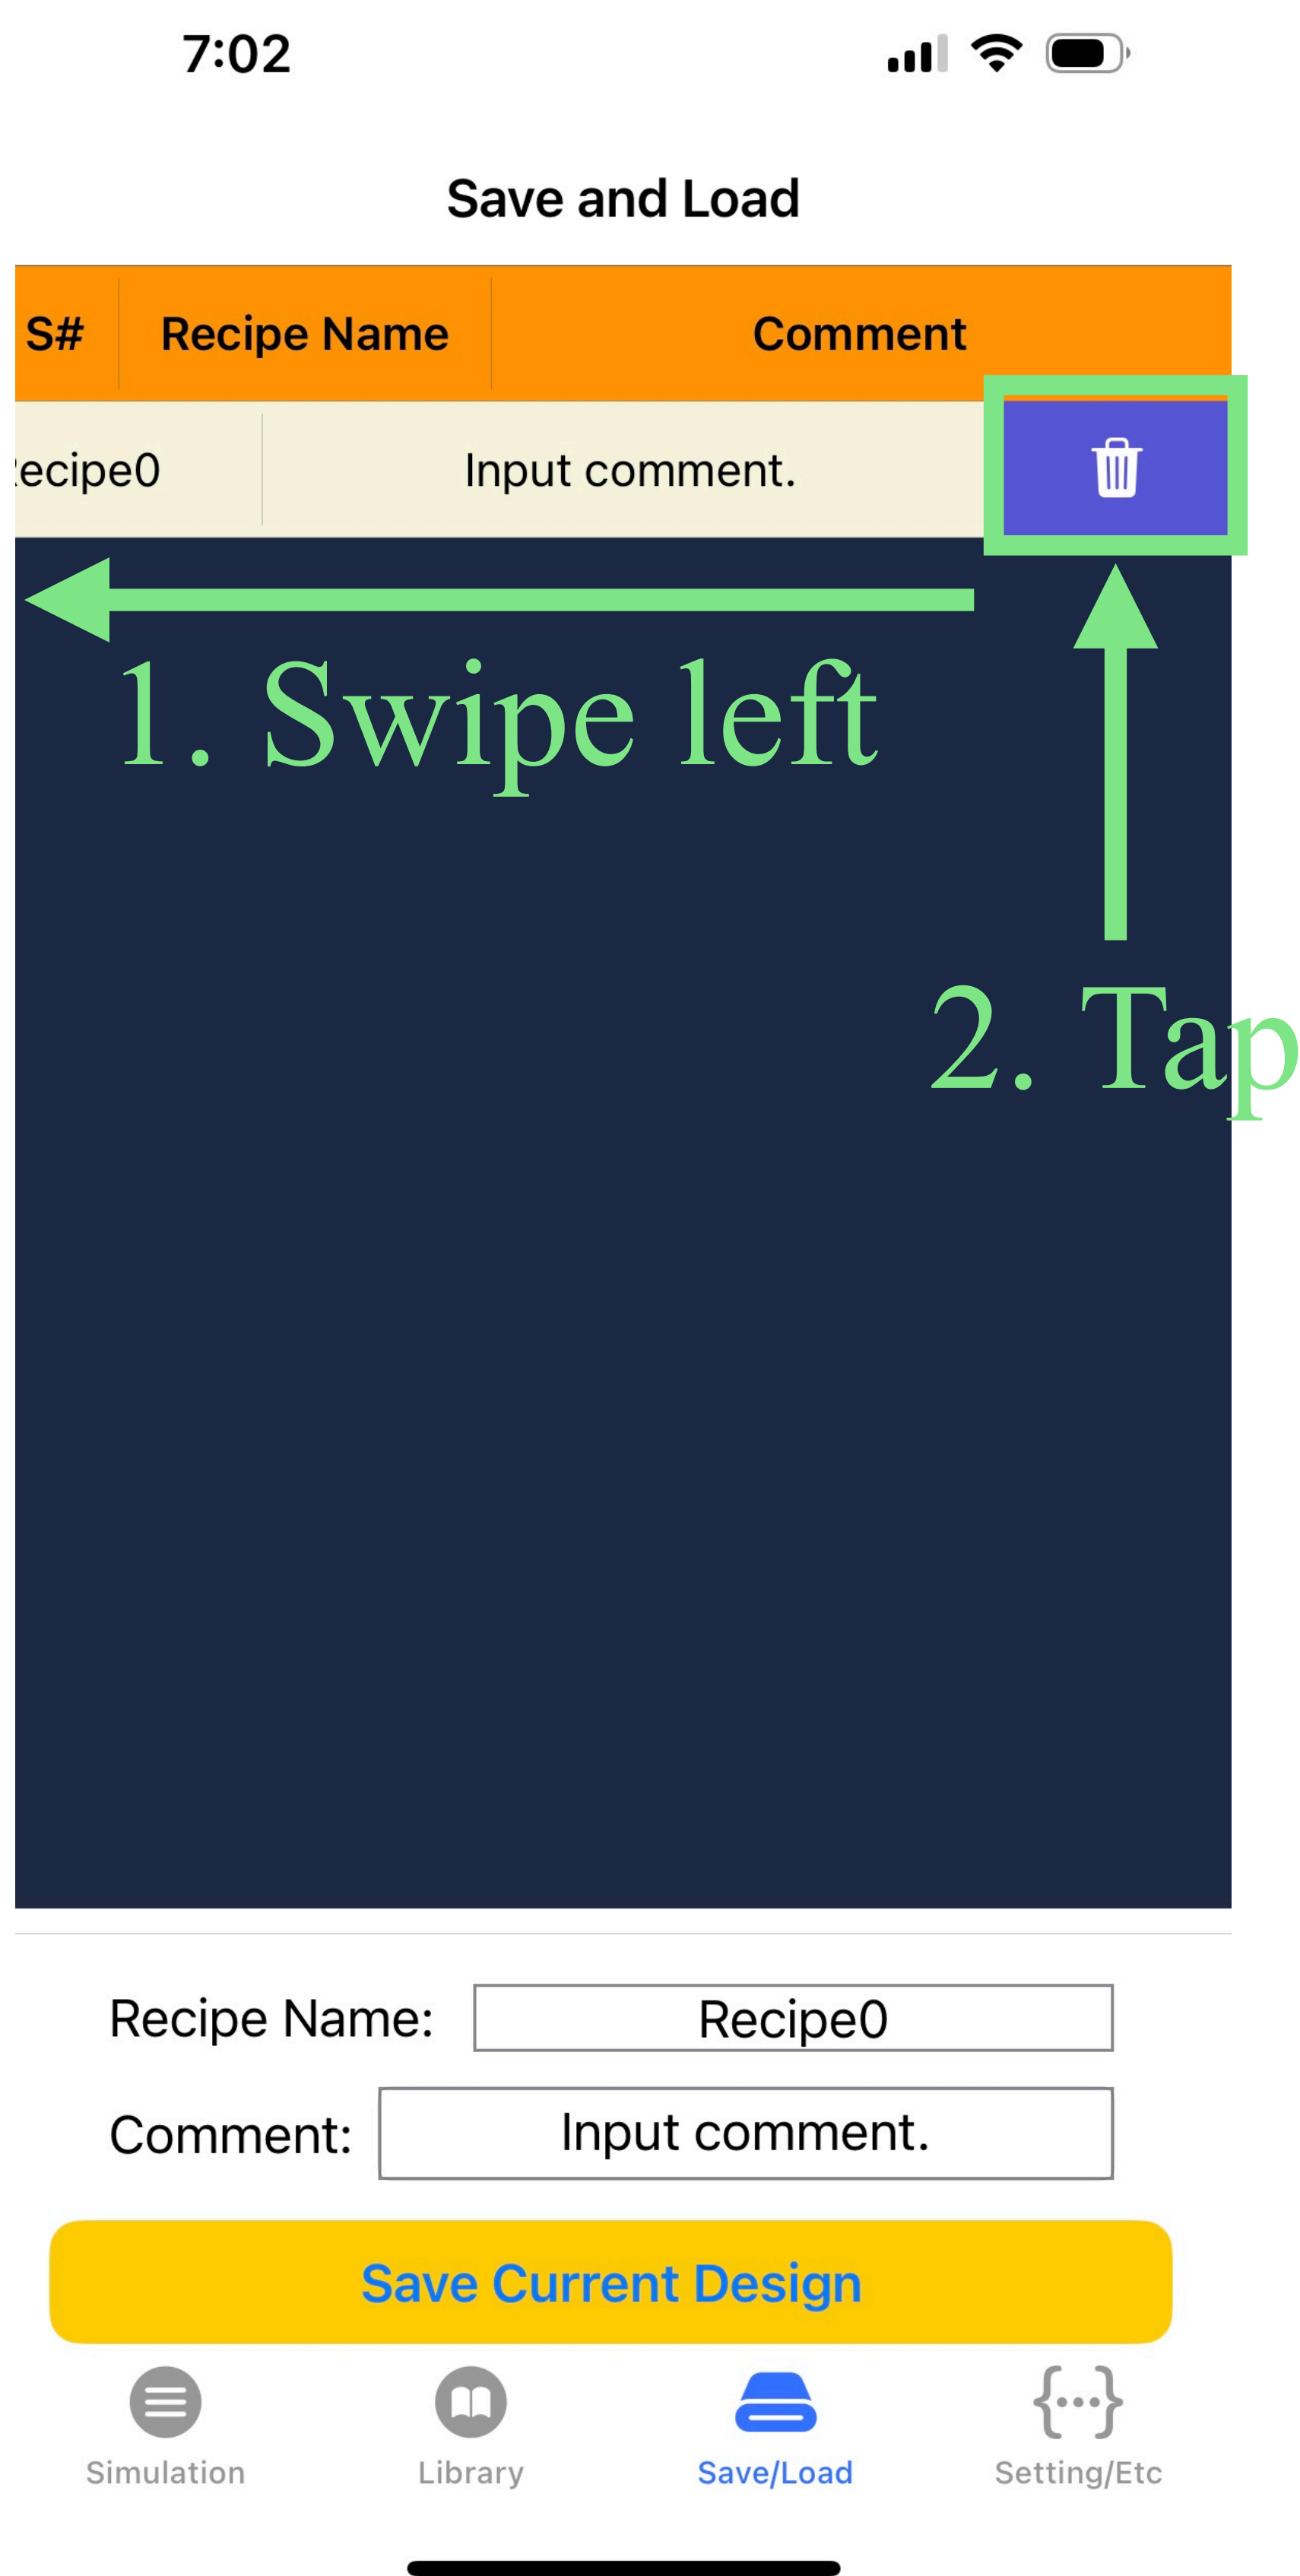 7:02
Save and Load
S# Recipe Name Comment
ecipe0 Input comment.
1. Swipe left
2. Tap
Recipe Name: Recipe0
Comment: Input comment.
Save Current Design
Simulation Library Save/Load Setting/Etc